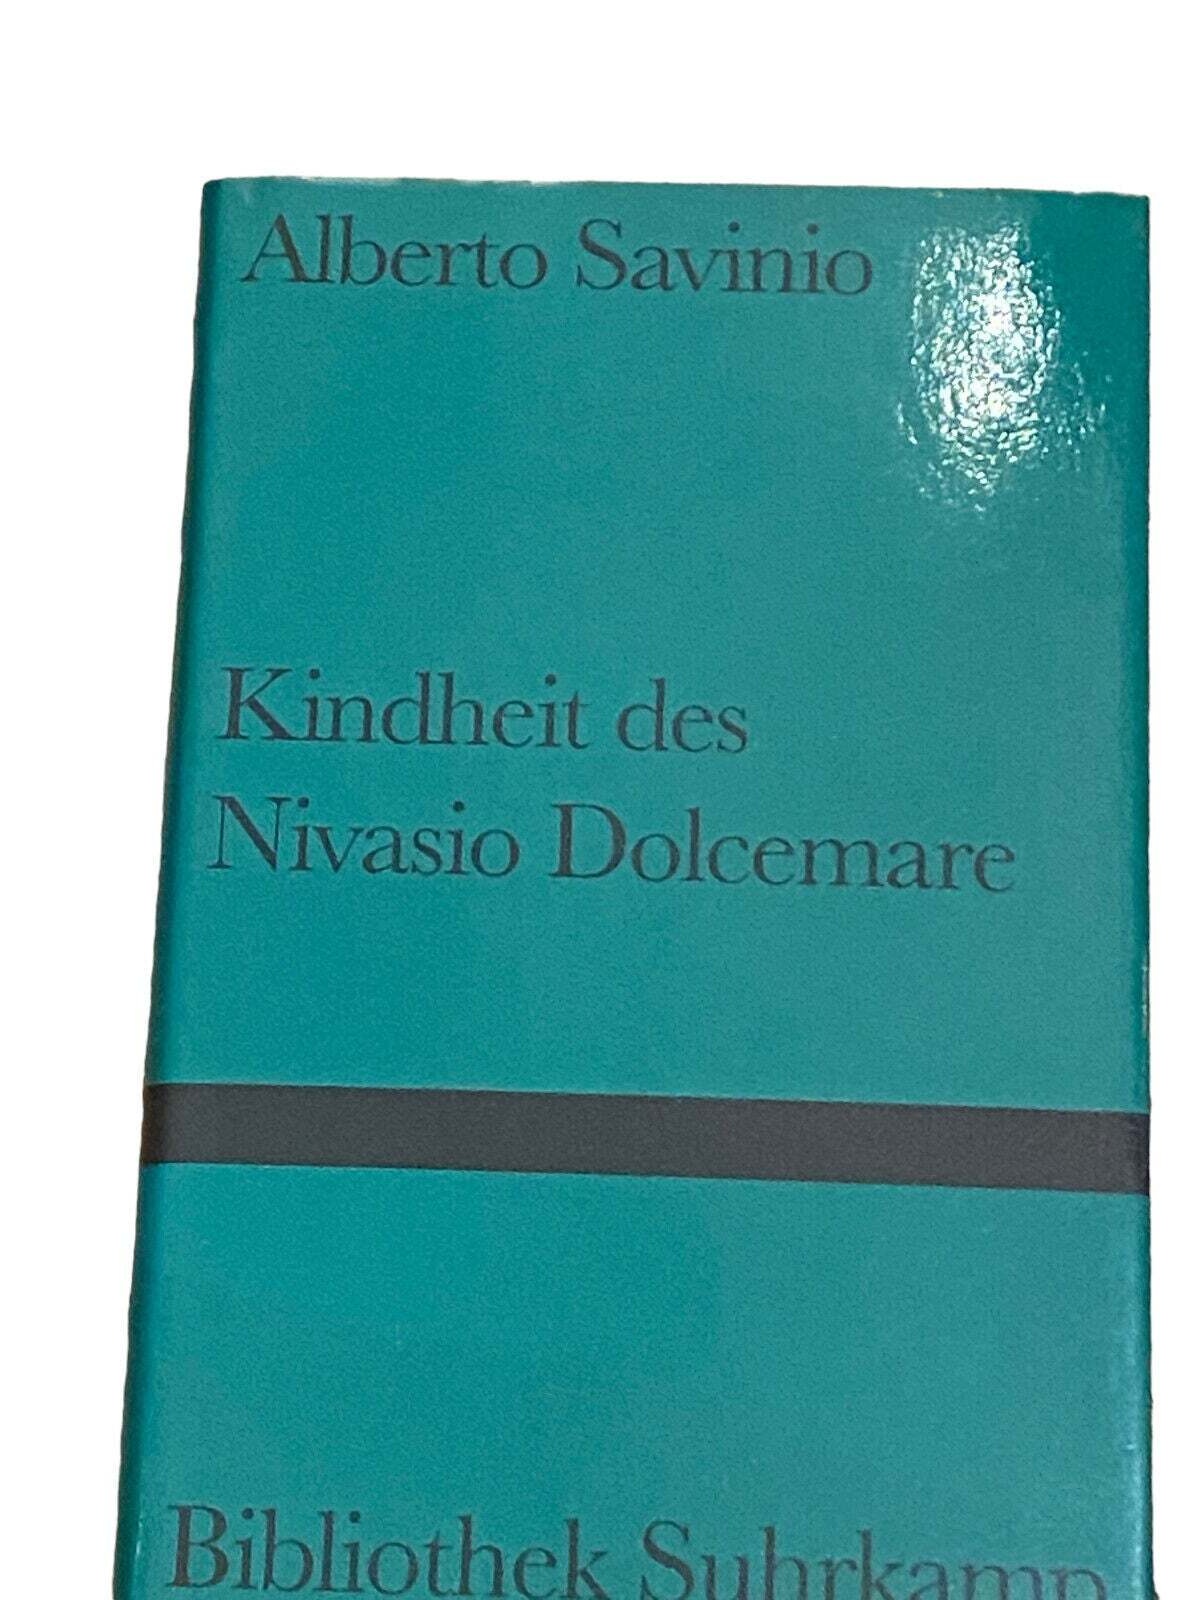 Alberto Savinio
Kindheit des
Nivasio Dolcemare
Bibliothek Suhrkamp